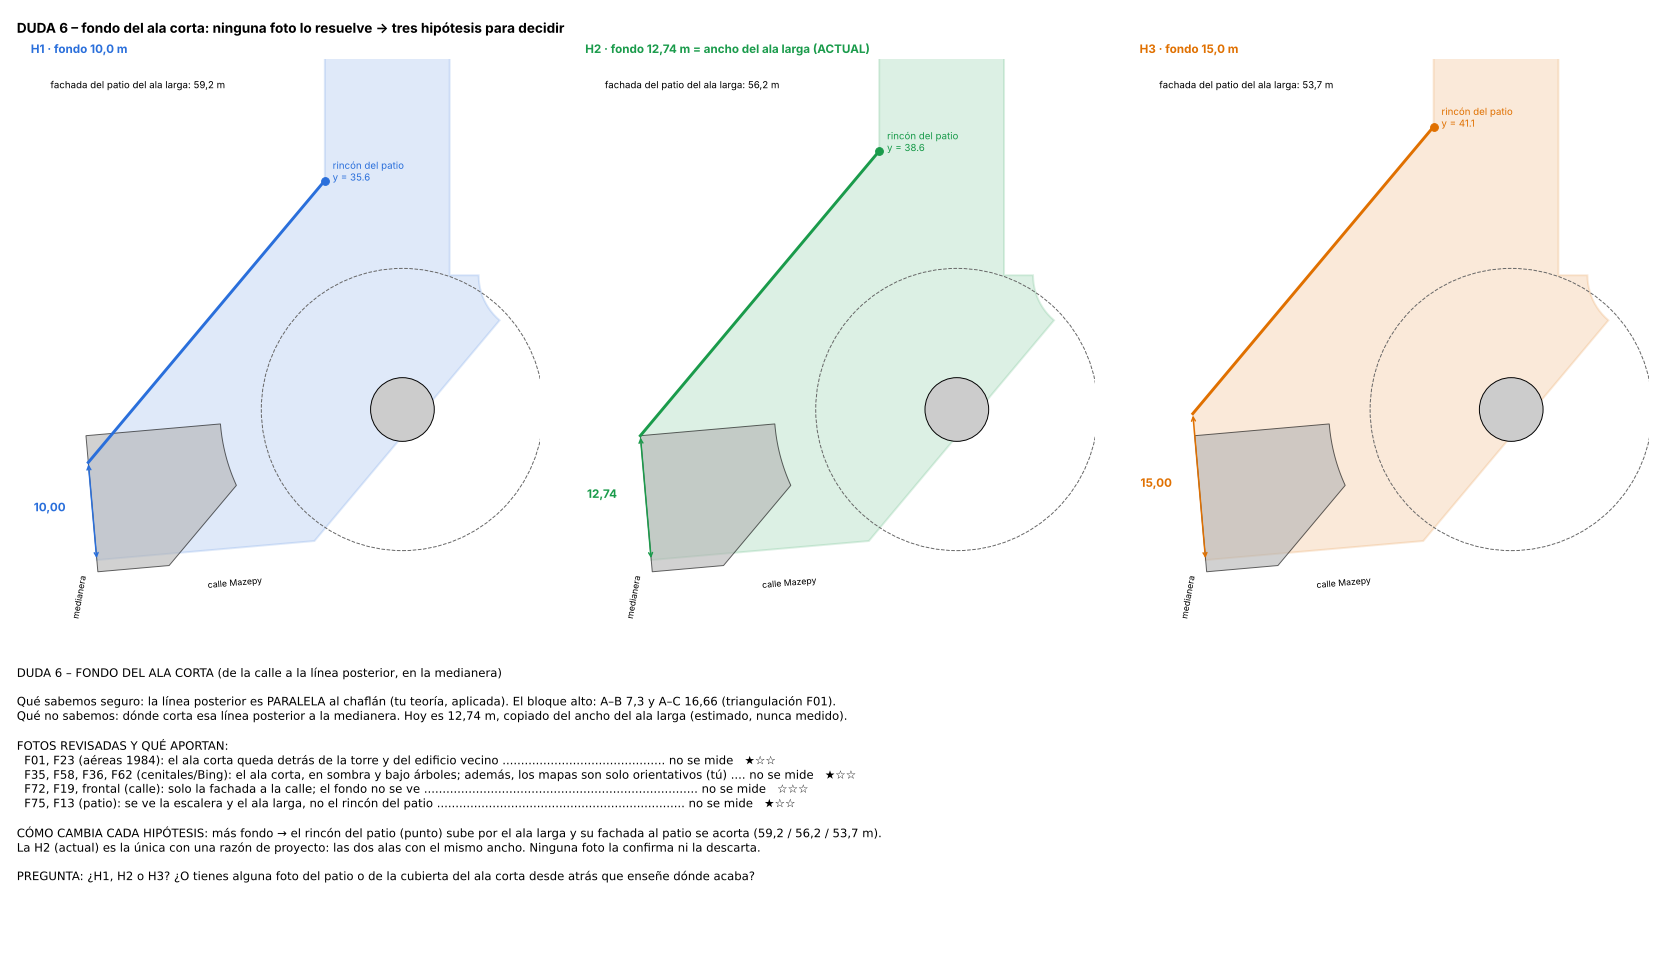 DUDA 6 – fondo del ala corta: ninguna foto lo resuelve → tres hipótesis para decidir
H1 · fondo 10,0 m
fachada del patio del ala larga: 59,2 m
rincón del patio
y = 35.6
10,00
medianera
calle Mazepy
H2 · fondo 12,74 m = ancho del ala larga (ACTUAL)
fachada del patio del ala larga: 56,2 m
rincón del patio
y = 38.6
12,74
medianera
calle Mazepy
H3 · fondo 15,0 m
fachada del patio del ala larga: 53,7 m
rincón del patio
y = 41.1
15,00
medianera
calle Mazepy
DUDA 6 – FONDO DEL ALA CORTA (de la calle a la línea posterior, en la medianera)
Qué sabemos seguro: la línea posterior es PARALELA al chaflán (tu teoría, aplicada). El bloque alto: A–B 7,3 y A–C 16,66 (triangulación F01).
Qué no sabemos: dónde corta esa línea posterior a la medianera. Hoy es 12,74 m, copiado del ancho del ala larga (estimado, nunca medido).
FOTOS REVISADAS Y QUÉ APORTAN:
F01, F23 (aéreas 1984): el ala corta queda detrás de la torre y del edificio vecino ............................................ no se mide ★☆☆
F35, F58, F36, F62 (cenitales/Bing): el ala corta, en sombra y bajo árboles; además, los mapas son solo orientativos (tú) .... no se mide ★☆☆
F72, F19, frontal (calle): solo la fachada a la calle; el fondo no se ve .......................................................................... no se mide ☆☆☆
F75, F13 (patio): se ve la escalera y el ala larga, no el rincón del patio ................................................................... no se mide ★☆☆
CÓMO CAMBIA CADA HIPÓTESIS: más fondo → el rincón del patio (punto) sube por el ala larga y su fachada al patio se acorta (59,2 / 56,2 / 53,7 m).
La H2 (actual) es la única con una razón de proyecto: las dos alas con el mismo ancho. Ninguna foto la confirma ni la descarta.
PREGUNTA: ¿H1, H2 o H3? ¿O tienes alguna foto del patio o de la cubierta del ala corta desde atrás que enseñe dónde acaba?